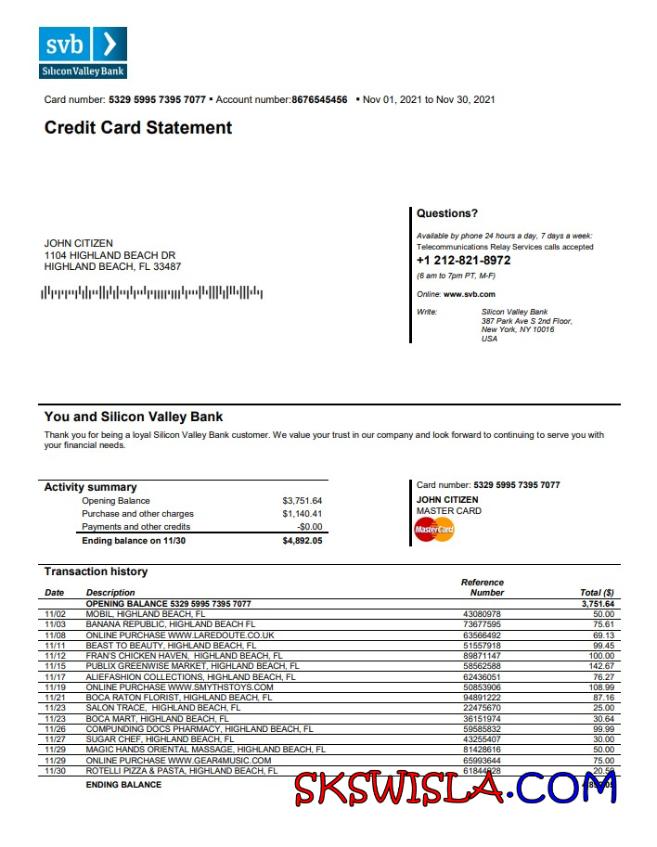 svb
Silicon Valley Bank
Card number: 5329 5995 7395 7077 • Account number:8676545456 • Nov 01, 2021 to Nov 30, 2021
Credit Card Statement
Questions?
Available by phone 24 hours a day, 7 days a week:
Telecommunications Relay Services calls accepted
+1 212-821-8972
(6 am to 7pm PT, M-F)
Online: www.svb.com
Write: Silicon Valley Bank
387 Park Ave S 2nd Floor,
New York, NY 10016
USA
JOHN CITIZEN
1104 HIGHLAND BEACH DR
HIGHLAND BEACH, FL 33487
You and Silicon Valley Bank
Thank you for being a loyal Silicon Valley Bank customer. We value your trust in our company and look forward to continuing to serve you with
your financial needs.
Activity summary
Opening Balance $3,751.64
Purchase and other charges $1,140.41
Payments and other credits -$0.00
Ending balance on 11/30 $4,892.05
Card number: 5329 5995 7395 7077
JOHN CITIZEN
MASTER CARD
MasterCard
Transaction history
Date Description Reference Number Total ($)
OPENING BALANCE 5329 5995 7395 7077 3,751.64
11/02 MOBIL, HIGHLAND BEACH, FL 43080978 50.00
11/03 BANANA REPUBLIC, HIGHLAND BEACH FL 73677595 75.61
11/08 ONLINE PURCHASE WWW.LAREDOUTE.CO.UK 63566492 69.13
11/11 BEAST TO BEAUTY, HIGHLAND BEACH, FL 51557918 99.45
11/12 FRAN'S CHICKEN HAVEN, HIGHLAND BEACH, FL 89871147 100.00
11/15 PUBLIX GREENWISE MARKET, HIGHLAND BEACH, FL 58562588 142.67
11/17 ALIEFASHION COLLECTIONS, HIGHLAND BEACH, FL 62436051 76.27
11/19 ONLINE PURCHASE WWW.SMYTHSTOYS.COM 50853906 108.99
11/21 BOCA RATON FLORIST, HIGHLAND BEACH, FL 94891222 87.16
11/23 SALON TRACE, HIGHLAND BEACH, FL 22475670 25.00
11/23 BOCA MART, HIGHLAND BEACH, FL 36151974 30.64
11/26 COMPUNDING DOCS PHARMACY, HIGHLAND BEACH, FL 59585832 99.99
11/27 SUGAR CHEF, HIGHLAND BEACH, FL 43255407 30.00
11/29 MAGIC HANDS ORIENTAL MASSAGE, HIGHLAND BEACH, FL 81428616 50.00
11/29 ONLINE PURCHASE WWW.GEAR4MUSIC.COM 65993644 75.00
11/30 ROTELLI PIZZA & PASTA, HIGHLAND BEACH, FL
ENDING BALANCE
SKSWISLA.COM